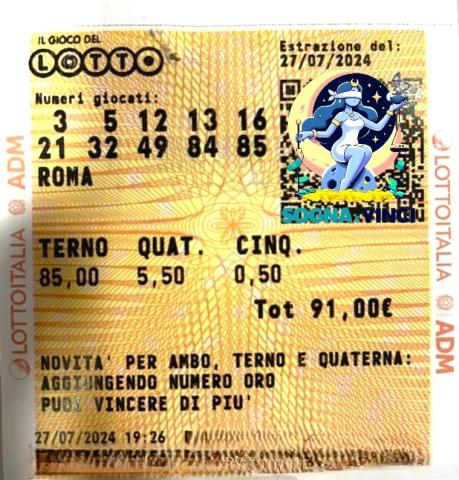 IL GIOCO DEL
LOTTO
Estrazione del:
27/07/2024
Numeri giocati:
3 5 12 13 16
21 32 49 84 85
ROMA
SOGNA VINCI
TERNO QUAT. CINQ.
85,00 5,50 0,50
Tot 91,00€
NOVITA' PER AMBO, TERNO E QUATERNA:
AGGIUNGENDO NUMERO ORO
PUOI VINCERE DI PIU'
27/07/2024 19:26
LOTTOITALIA ADM
LOTTOITALIA ADM